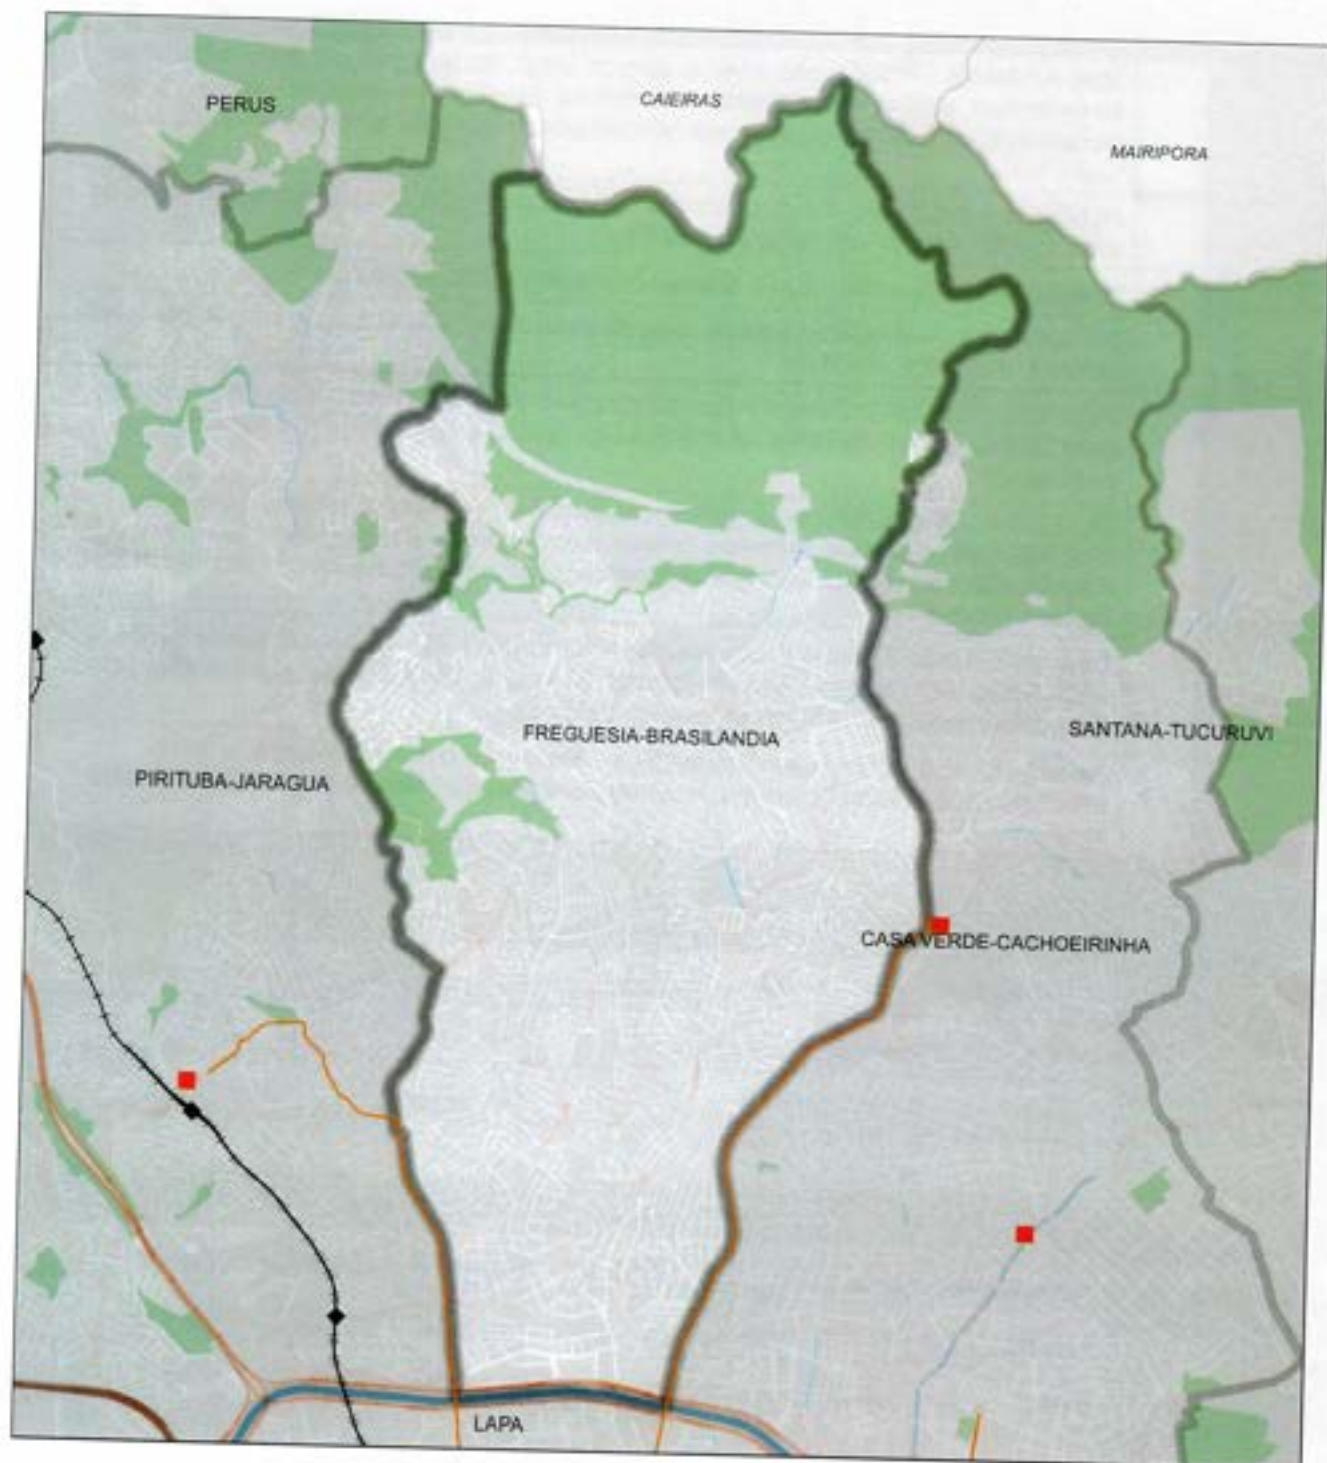 PERUS
CAIEIRAS
MAIRIPORA
FREGUESIA-BRASILANDIA
SANTANA-TUCURUVI
PIRITUBA-JARAGUA
CASA VERDE-CACHOEIRINHA
LAPA